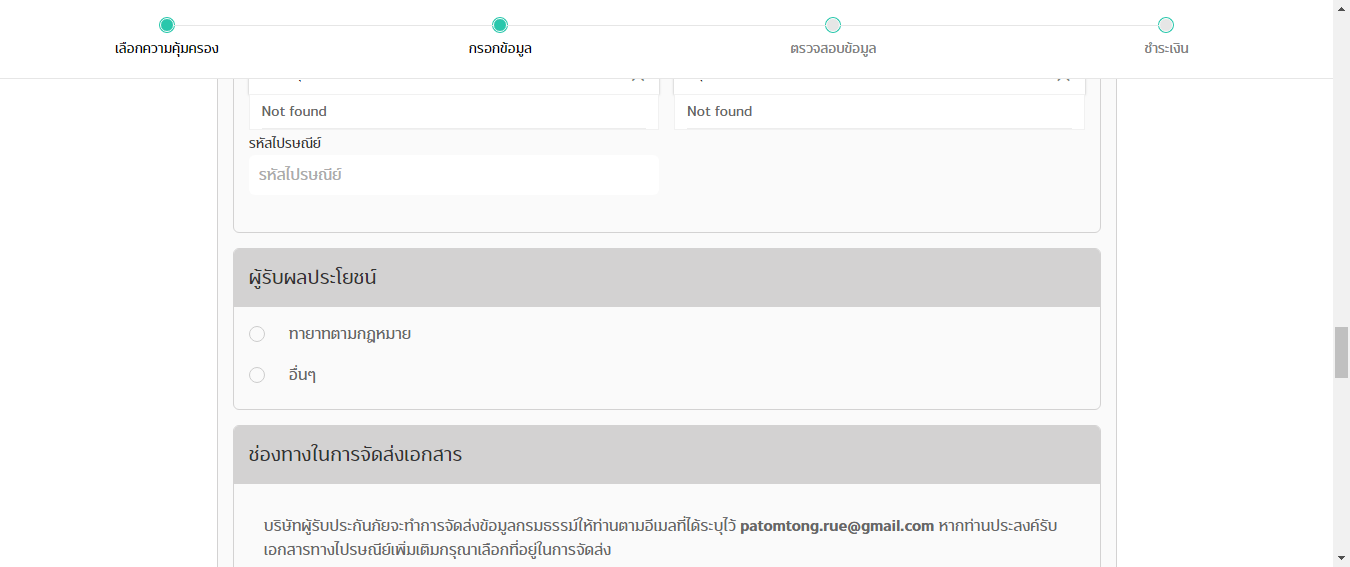 เลือกความคุ้มครอง
กรอกข้อมูล
ตรวจสอบข้อมูล
ชำระเงิน
Not found
Not found
รหัสไปรษณีย์
รหัสไปรษณีย์
ผู้รับผลประโยชน์
ทายาทตามกฎหมาย
อื่นๆ
ช่องทางในการจัดส่งเอกสาร
บริษัทผู้รับประกันภัยจะทำการจัดส่งข้อมูลกรมธรรม์ให้ท่านตามอีเมลที่ได้ระบุไว้ patomtong.rue@gmail.com หากท่านประสงค์รับ
เอกสารทางไปรษณีย์เพิ่มเติมกรุณาเลือกที่อยู่ในการจัดส่ง